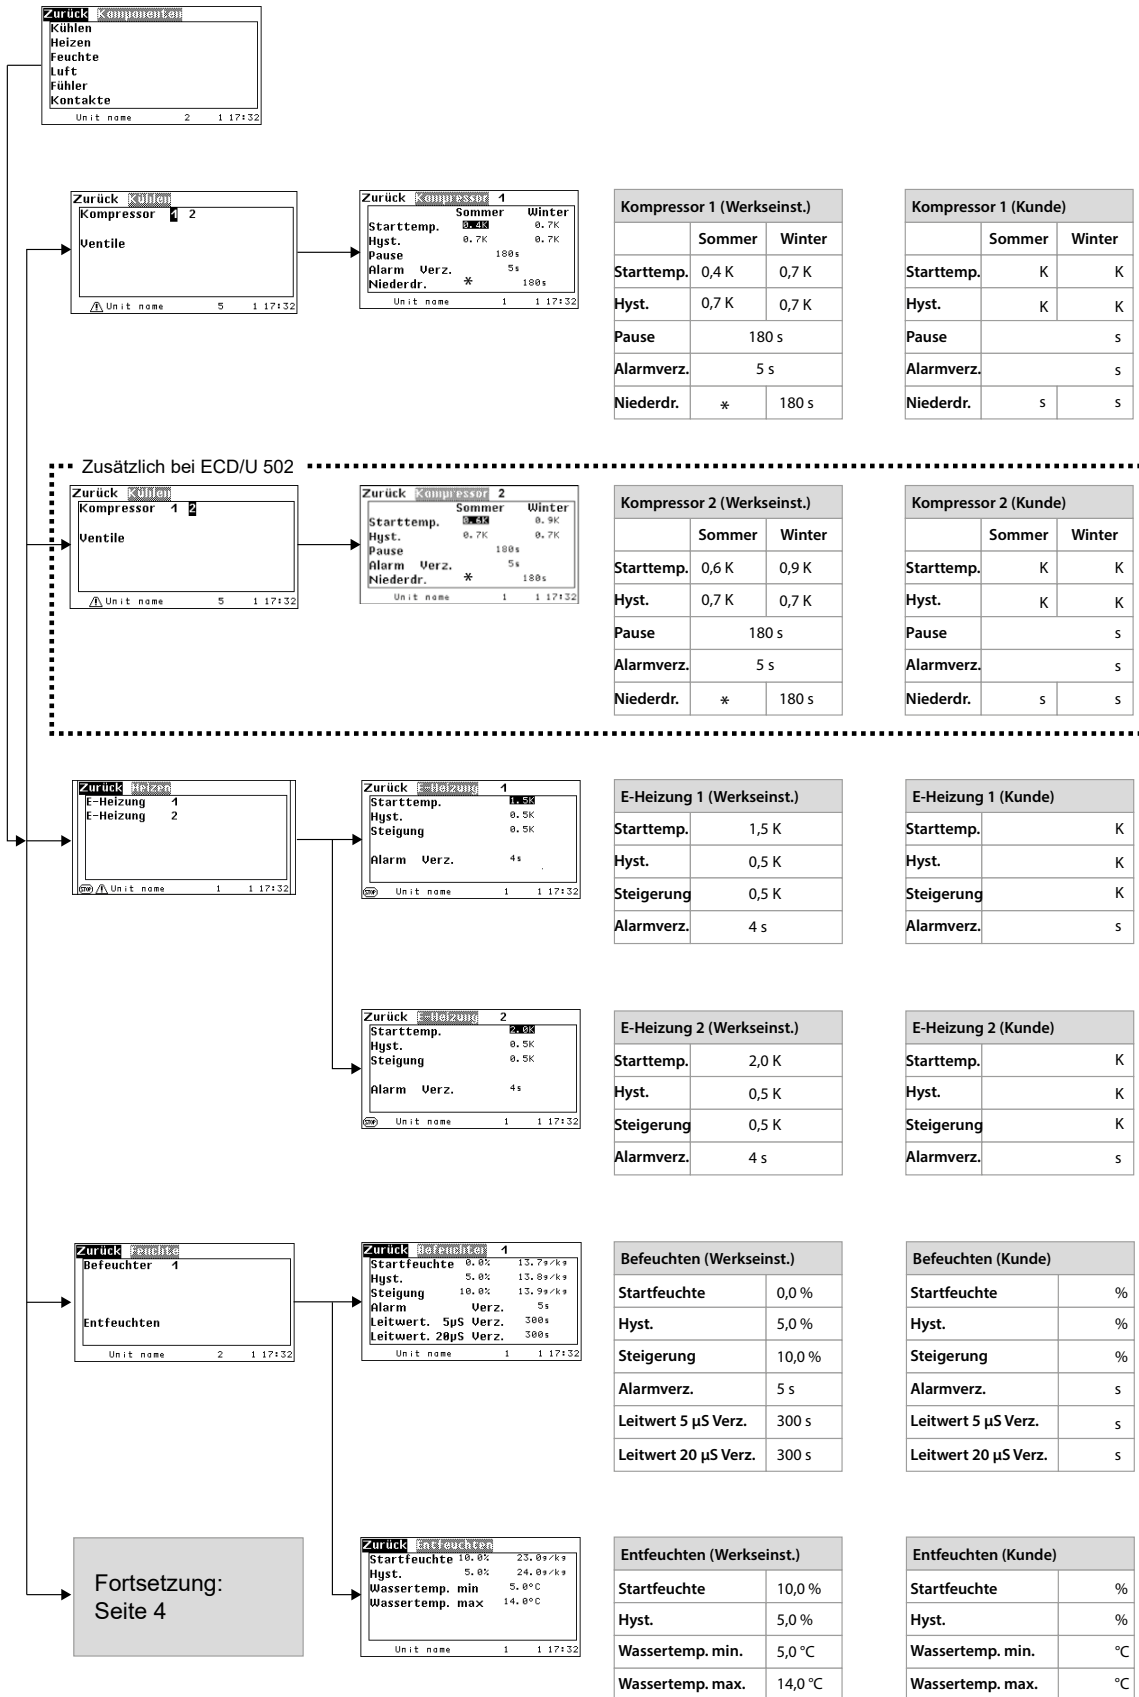 Zurück Komponenten
Kühlen
Heizen
Feuchte
Luft
Fühler
Kontakte
Unit name 2 1 17:32
Zurück Kühlen
Kompressor 1 2
Ventile
Unit name 5 1 17:32
Zurück Kompressor 1
Sommer Winter
Starttemp. 0.4K 0.7K
Hyst. 0.7K 0.7K
Pause 180s
Alarm Verz. 5s
Niederdr. * 180s
Unit name 1 1 17:32
Kompressor 1 (Werkseinst.)
Sommer Winter
Starttemp. 0,4 K 0,7 K
Hyst. 0,7 K 0,7 K
Pause 180 s
Alarmverz. 5 s
Niederdr. * 180 s
Kompressor 1 (Kunde)
Sommer Winter
Starttemp. K K
Hyst. K K
Pause s
Alarmverz. s
Niederdr. s s
Zusätzlich bei ECD/U 502
Zurück Kühlen
Kompressor 1 2
Ventile
Unit name 5 1 17:32
Zurück Kompressor 2
Sommer Winter
Starttemp. 0.6K 0.9K
Hyst. 0.7K 0.7K
Pause 180s
Alarm Verz. 5s
Niederdr. * 180s
Unit name 1 1 17:32
Kompressor 2 (Werkseinst.)
Sommer Winter
Starttemp. 0,6 K 0,9 K
Hyst. 0,7 K 0,7 K
Pause 180 s
Alarmverz. 5 s
Niederdr. * 180 s
Kompressor 2 (Kunde)
Sommer Winter
Starttemp. K K
Hyst. K K
Pause s
Alarmverz. s
Niederdr. s s
Zurück Heizen
E-Heizung 1
E-Heizung 2
STOP Unit name 1 1 17:32
Zurück E-Heizung 1
Starttemp. 1.5K
Hyst. 0.5K
Steigung 0.5K
Alarm Verz. 4s
STOP Unit name 1 1 17:32
E-Heizung 1 (Werkseinst.)
Starttemp. 1,5 K
Hyst. 0,5 K
Steigerung 0,5 K
Alarmverz. 4 s
E-Heizung 1 (Kunde)
Starttemp. K
Hyst. K
Steigerung K
Alarmverz. s
Zurück E-Heizung 2
Starttemp. 2.0K
Hyst. 0.5K
Steigung 0.5K
Alarm Verz. 4s
STOP Unit name 1 1 17:32
E-Heizung 2 (Werkseinst.)
Starttemp. 2,0 K
Hyst. 0,5 K
Steigerung 0,5 K
Alarmverz. 4 s
E-Heizung 2 (Kunde)
Starttemp. K
Hyst. K
Steigerung K
Alarmverz. s
Zurück Feuchte
Befeuchter 1
Entfeuchten
Unit name 2 1 17:32
Zurück Befeuchter 1
Startfeuchte 0.0% 13.7g/kg
Hyst. 5.0% 13.8g/kg
Steigung 10.0% 13.9g/kg
Alarm Verz. 5s
Leitwert. 5µS Verz. 300s
Leitwert. 20µS Verz. 300s
Unit name 1 1 17:32
Befeuchten (Werkseinst.)
Startfeuchte 0,0 %
Hyst. 5,0 %
Steigerung 10,0 %
Alarmverz. 5 s
Leitwert 5 µS Verz. 300 s
Leitwert 20 µS Verz. 300 s
Befeuchten (Kunde)
Startfeuchte %
Hyst. %
Steigerung %
Alarmverz. s
Leitwert 5 µS Verz. s
Leitwert 20 µS Verz. s
Fortsetzung:
Seite 4
Zurück Entfeuchten
Startfeuchte 10.0% 23.0g/kg
Hyst. 5.0% 24.0g/kg
Wassertemp. min 5.0°C
Wassertemp. max 14.0°C
Unit name 1 1 17:32
Entfeuchten (Werkseinst.)
Startfeuchte 10,0 %
Hyst. 5,0 %
Wassertemp. min. 5,0 °C
Wassertemp. max. 14,0 °C
Entfeuchten (Kunde)
Startfeuchte %
Hyst. %
Wassertemp. min. °C
Wassertemp. max. °C